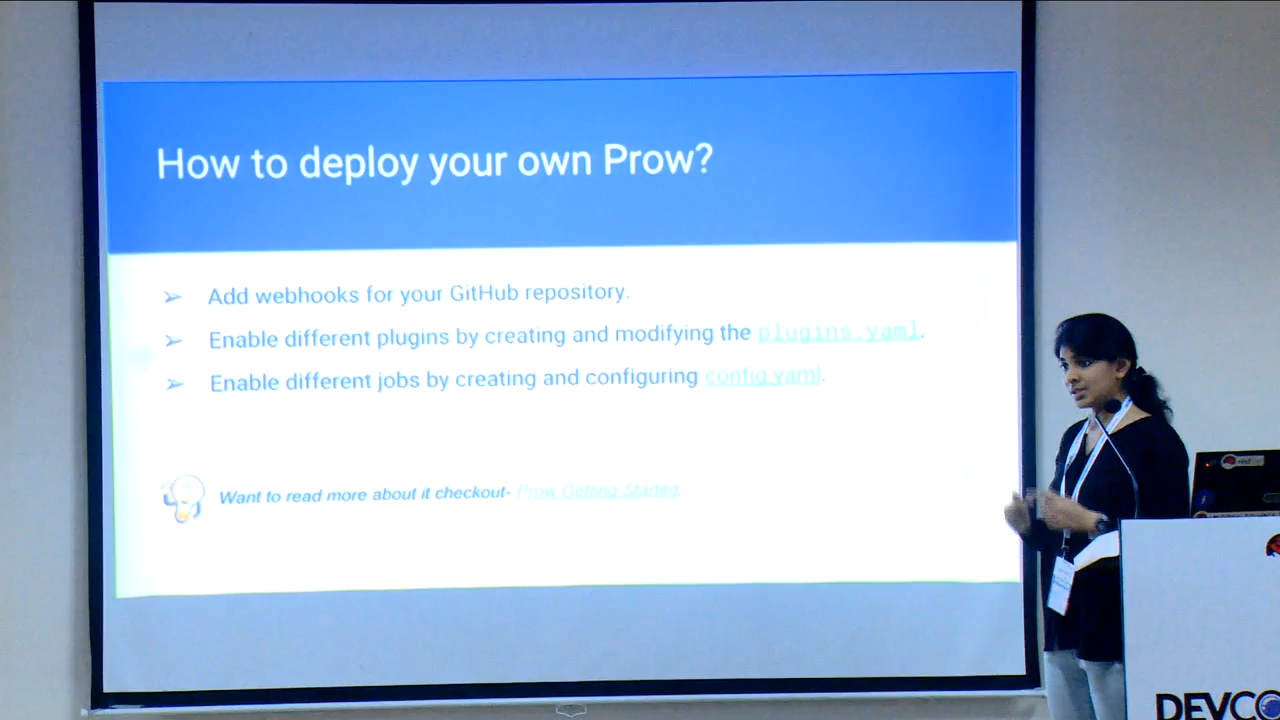 How to deploy your own Prow?
➢ Add webhooks for your GitHub repository.
➢ Enable different plugins by creating and modifying the plugins.yaml.
➢ Enable different jobs by creating and configuring config.yaml.
Want to read more about it checkout- Prow Getting Started.
DEVCO